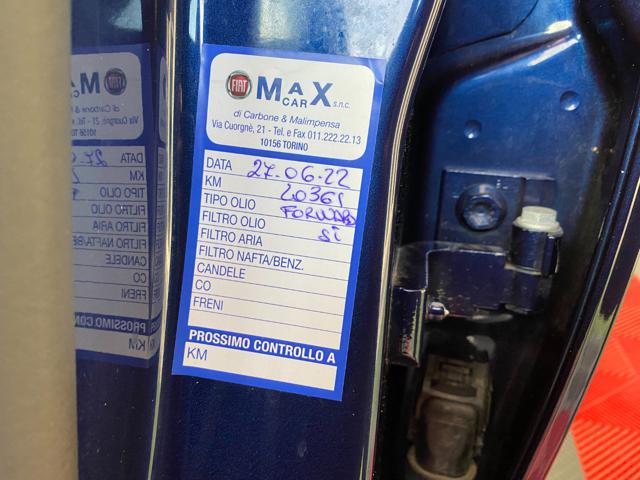 FIAT MAX
CAR s.n.c.
di Carbone & Malimpensa
Via Cuorgnè, 21 - Tel. e Fax 011.222.22.13
10156 TORINO
DATA 27.06.22
KM 20361
TIPO OLIO FORWARD
FILTRO OLIO SI
FILTRO ARIA
FILTRO NAFTA/BENZ.
CANDELE
CO
FRENI
PROSSIMO CONTROLLO A
KM